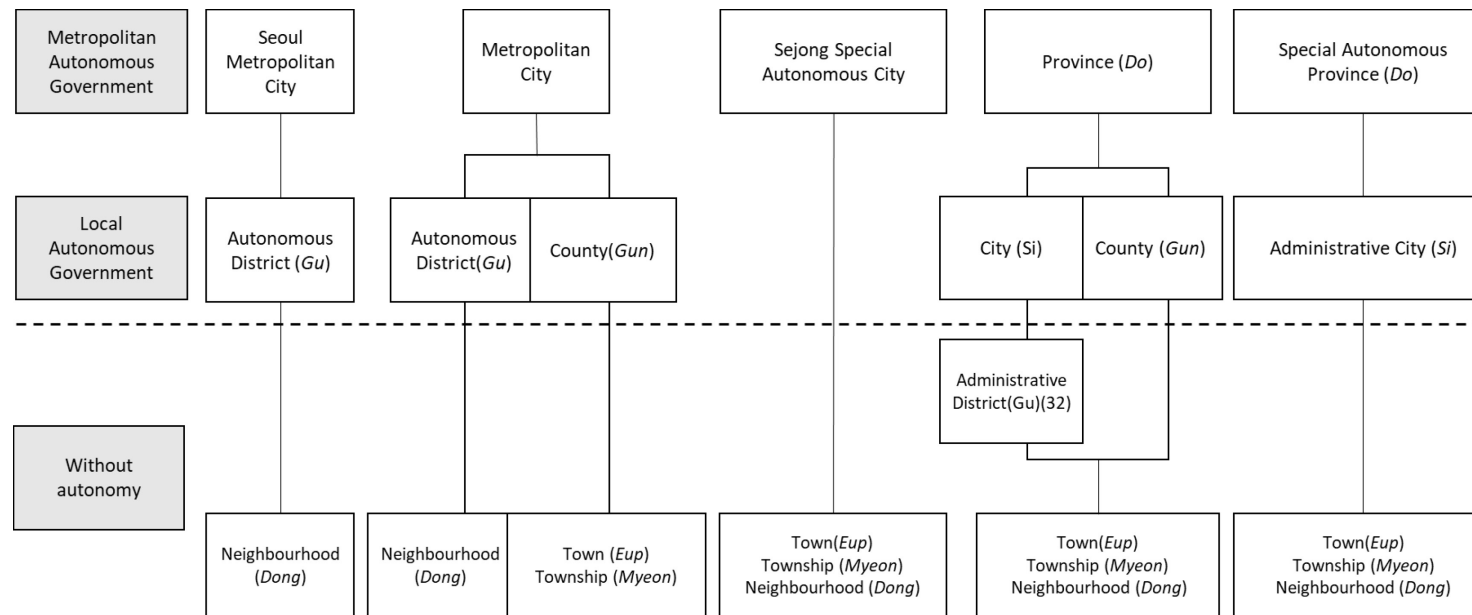 Metropolitan
Autonomous
Government
Seoul
Metropolitan
City
Metropolitan
City
Sejong Special
Autonomous City
Province (Do)
Special Autonomous
Province (Do)
Local
Autonomous
Government
Autonomous
District (Gu)
Autonomous
District(Gu)
County(Gun)
City (Si)
County (Gun)
Administrative City (Si)
Administrative
District(Gu)(32)
Without
autonomy
Neighbourhood
(Dong)
Neighbourhood
(Dong)
Town (Eup)
Township (Myeon)
Town(Eup)
Township (Myeon)
Neighbourhood (Dong)
Town(Eup)
Township (Myeon)
Neighbourhood (Dong)
Town(Eup)
Township (Myeon)
Neighbourhood (Dong)